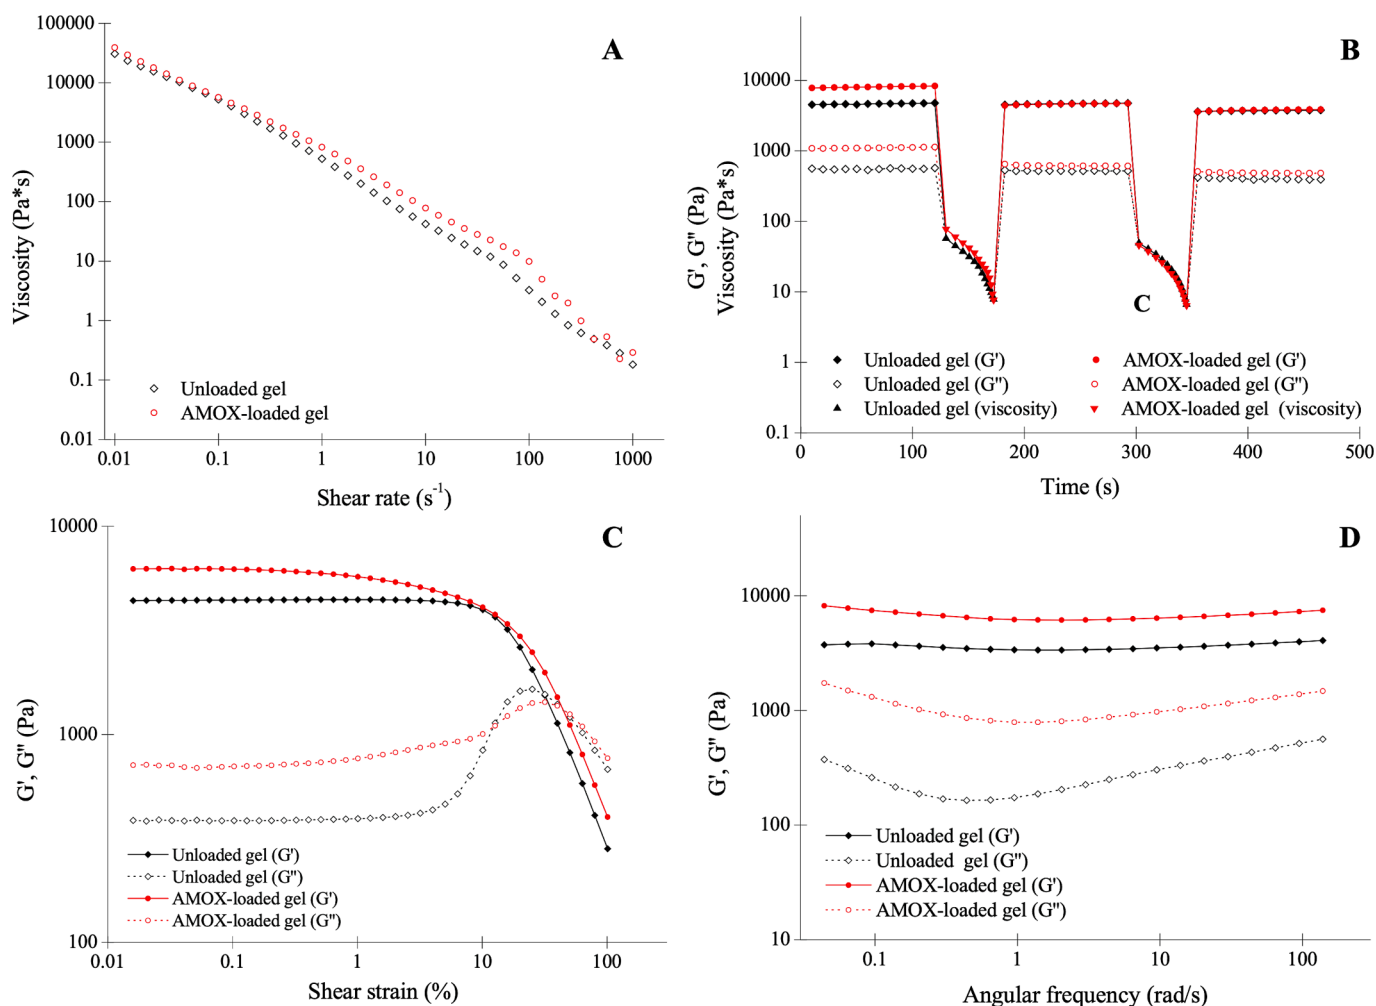 A
100000
10000
1000
100
10
1
0.1
0.01
Viscosity (Pa*s)
Unloaded gel
AMOX-loaded gel
0.01 0.1 1 10 100 1000
Shear rate (s⁻¹)
B
10000
1000
100
10
1
0.1
G', G" (Pa)
Viscosity (Pa*s)
C
Unloaded gel (G')
Unloaded gel (G")
Unloaded gel (viscosity)
AMOX-loaded gel (G')
AMOX-loaded gel (G")
AMOX-loaded gel (viscosity)
0 100 200 300 400 500
Time (s)
C
10000
1000
100
G', G" (Pa)
Unloaded gel (G')
Unloaded gel (G")
AMOX-loaded gel (G')
AMOX-loaded gel (G")
0.01 0.1 1 10 100
Shear strain (%)
D
10000
1000
100
10
G', G" (Pa)
Unloaded gel (G')
Unloaded gel (G")
AMOX-loaded gel (G')
AMOX-loaded gel (G")
0.1 1 10 100
Angular frequency (rad/s)